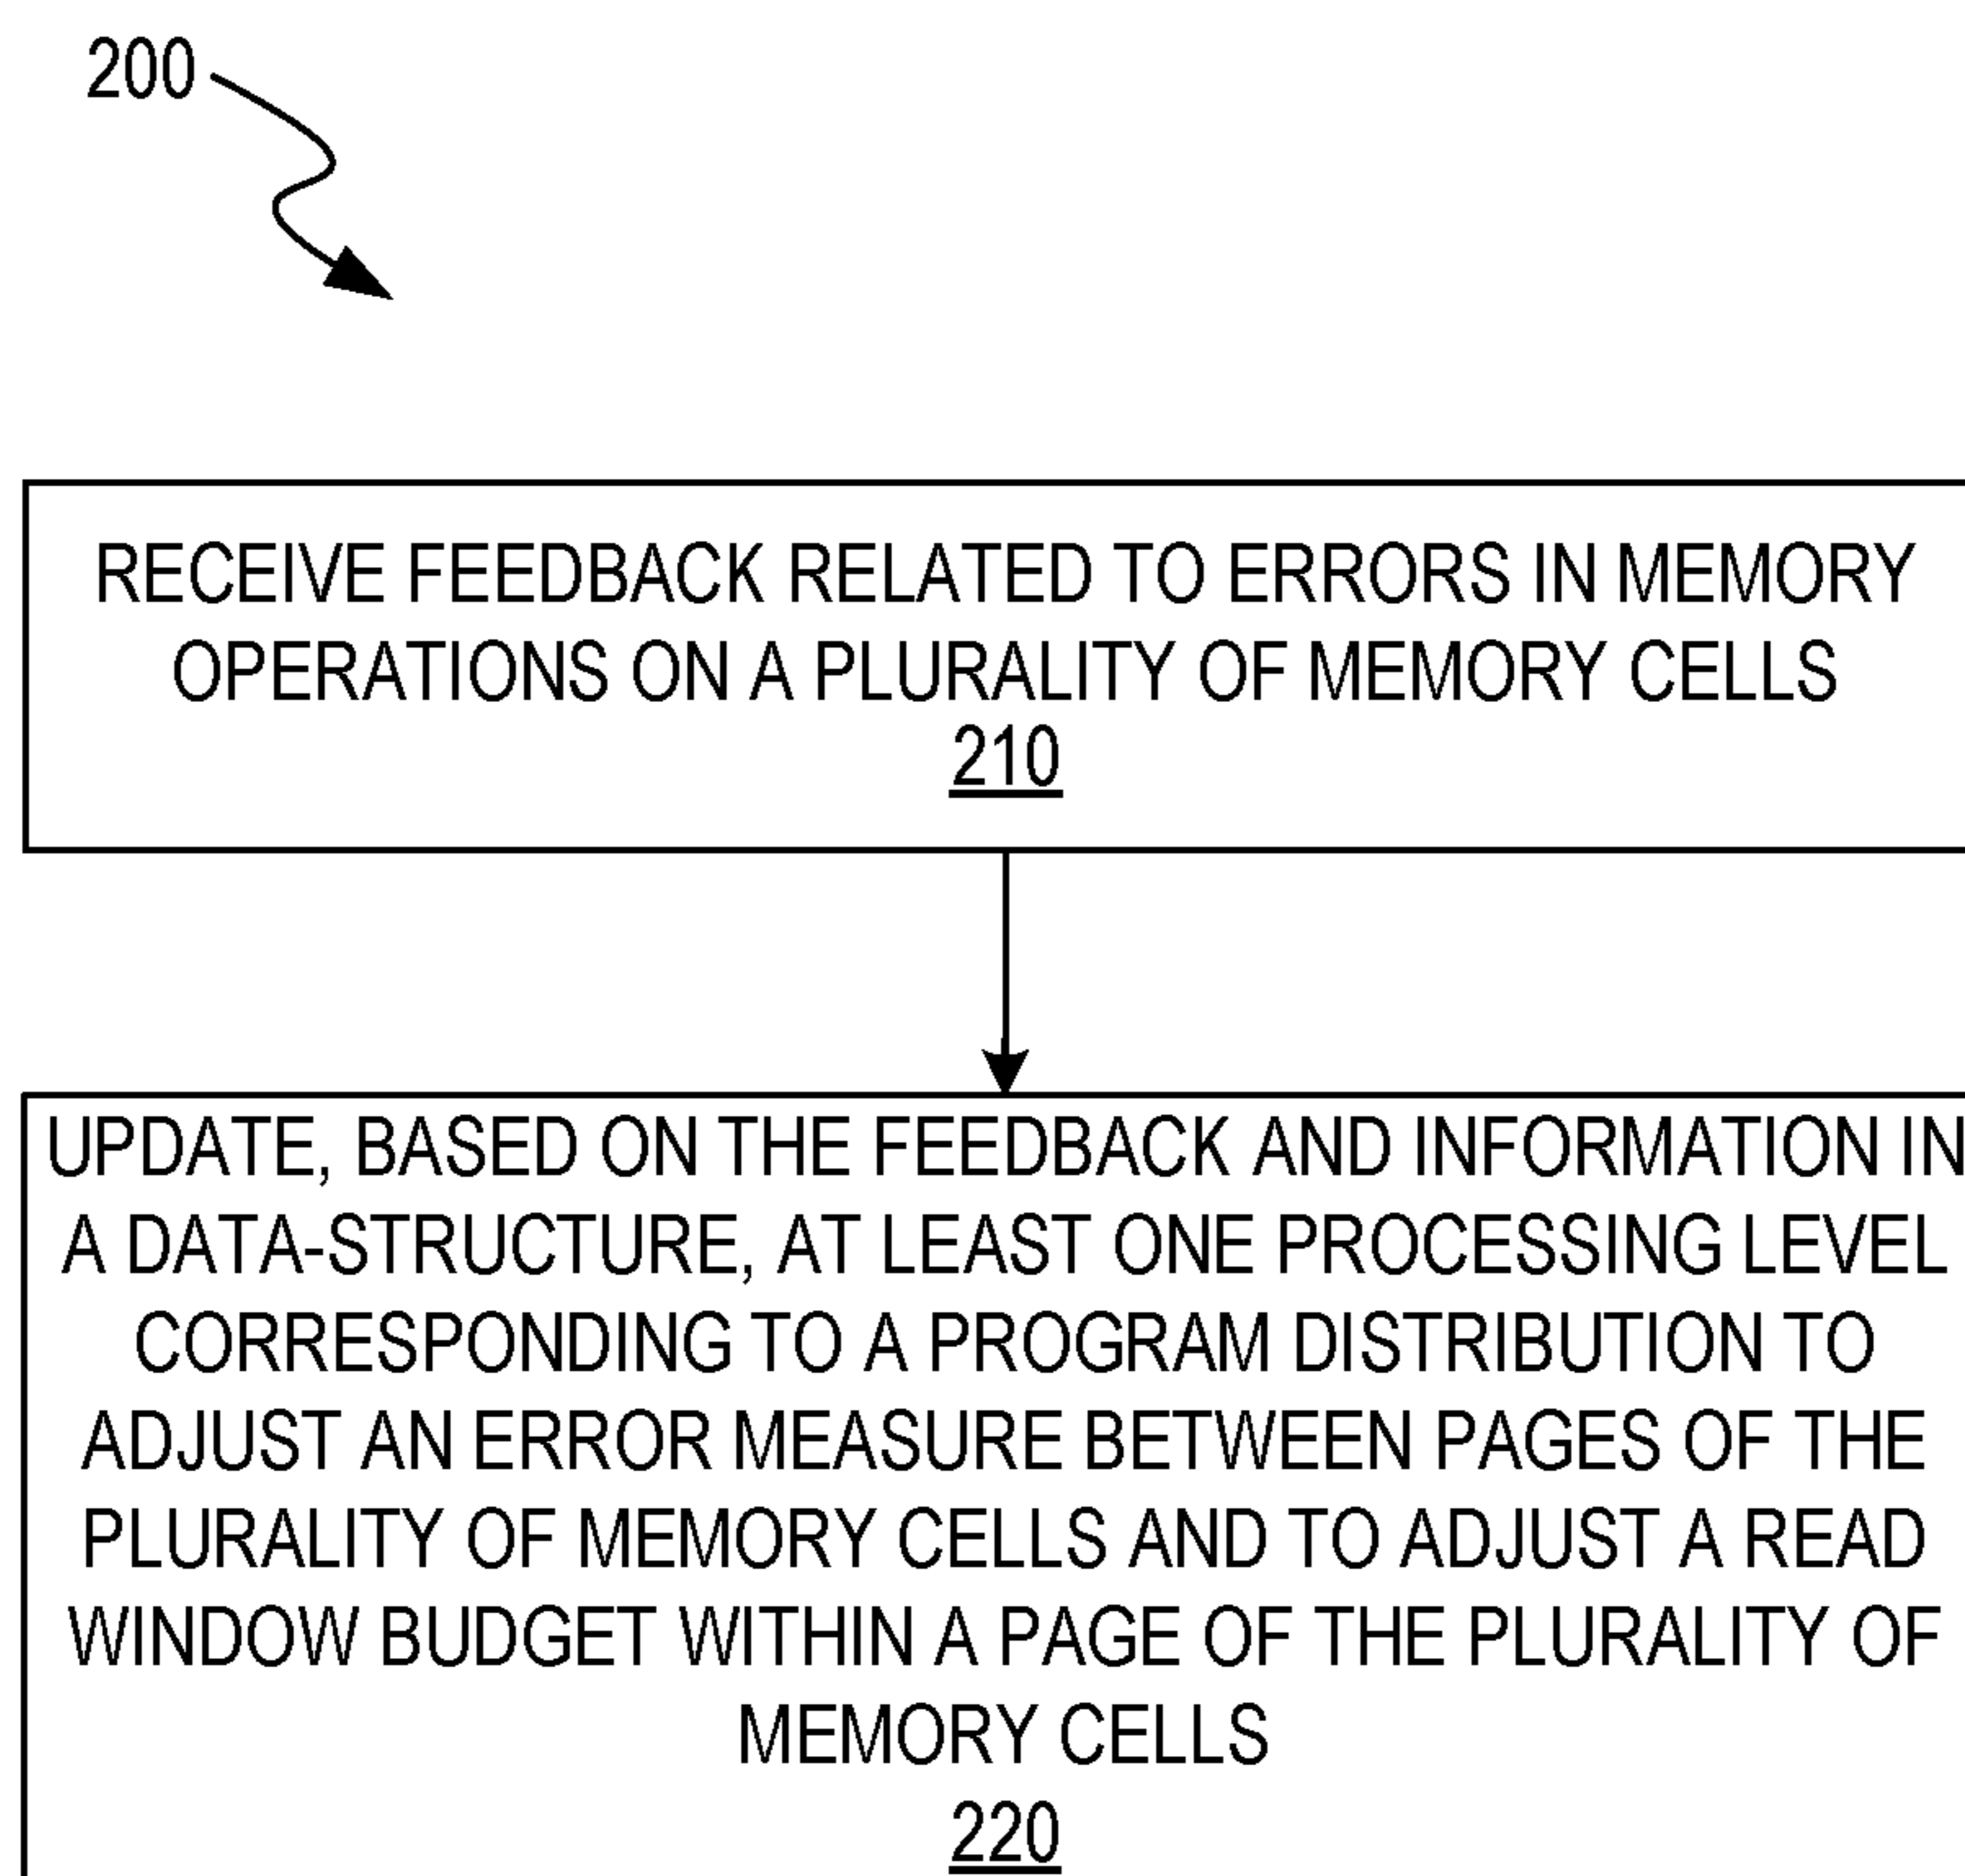 200
RECEIVE FEEDBACK RELATED TO ERRORS IN MEMORY
OPERATIONS ON A PLURALITY OF MEMORY CELLS
210
UPDATE, BASED ON THE FEEDBACK AND INFORMATION IN
A DATA-STRUCTURE, AT LEAST ONE PROCESSING LEVEL
CORRESPONDING TO A PROGRAM DISTRIBUTION TO
ADJUST AN ERROR MEASURE BETWEEN PAGES OF THE
PLURALITY OF MEMORY CELLS AND TO ADJUST A READ
WINDOW BUDGET WITHIN A PAGE OF THE PLURALITY OF
MEMORY CELLS
220